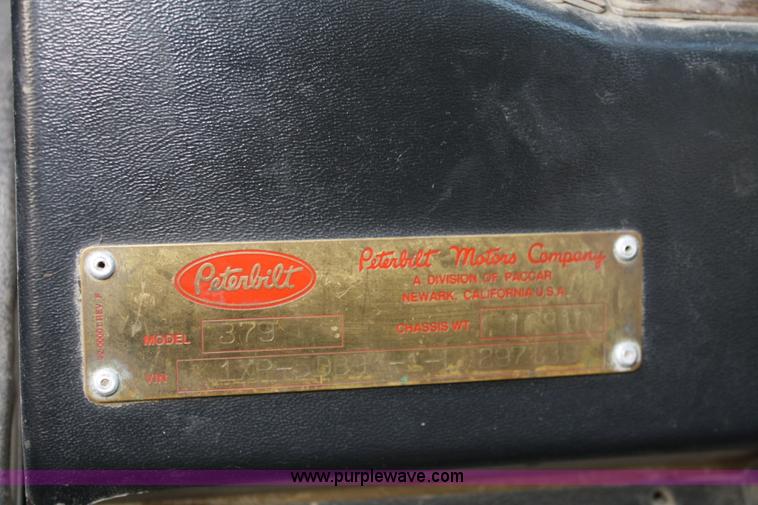 Peterbilt
Peterbilt Motors Company
A DIVISION OF PACCAR
NEWARK, CALIFORNIA U.S.A.
MODEL 379
CHASSIS WT.
VIN
www.purplewave.com